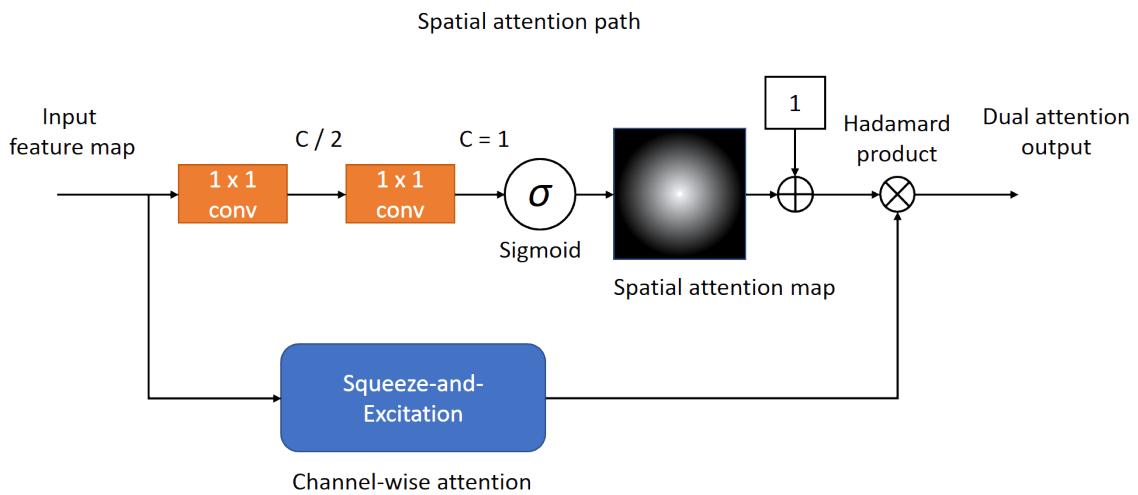 Spatial attention path
Input
feature map
1 x 1
conv
C / 2
1 x 1
conv
C = 1
σ
Sigmoid
Spatial attention map
1
Hadamard
product
Dual attention
output
Squeeze-and-
Excitation
Channel-wise attention